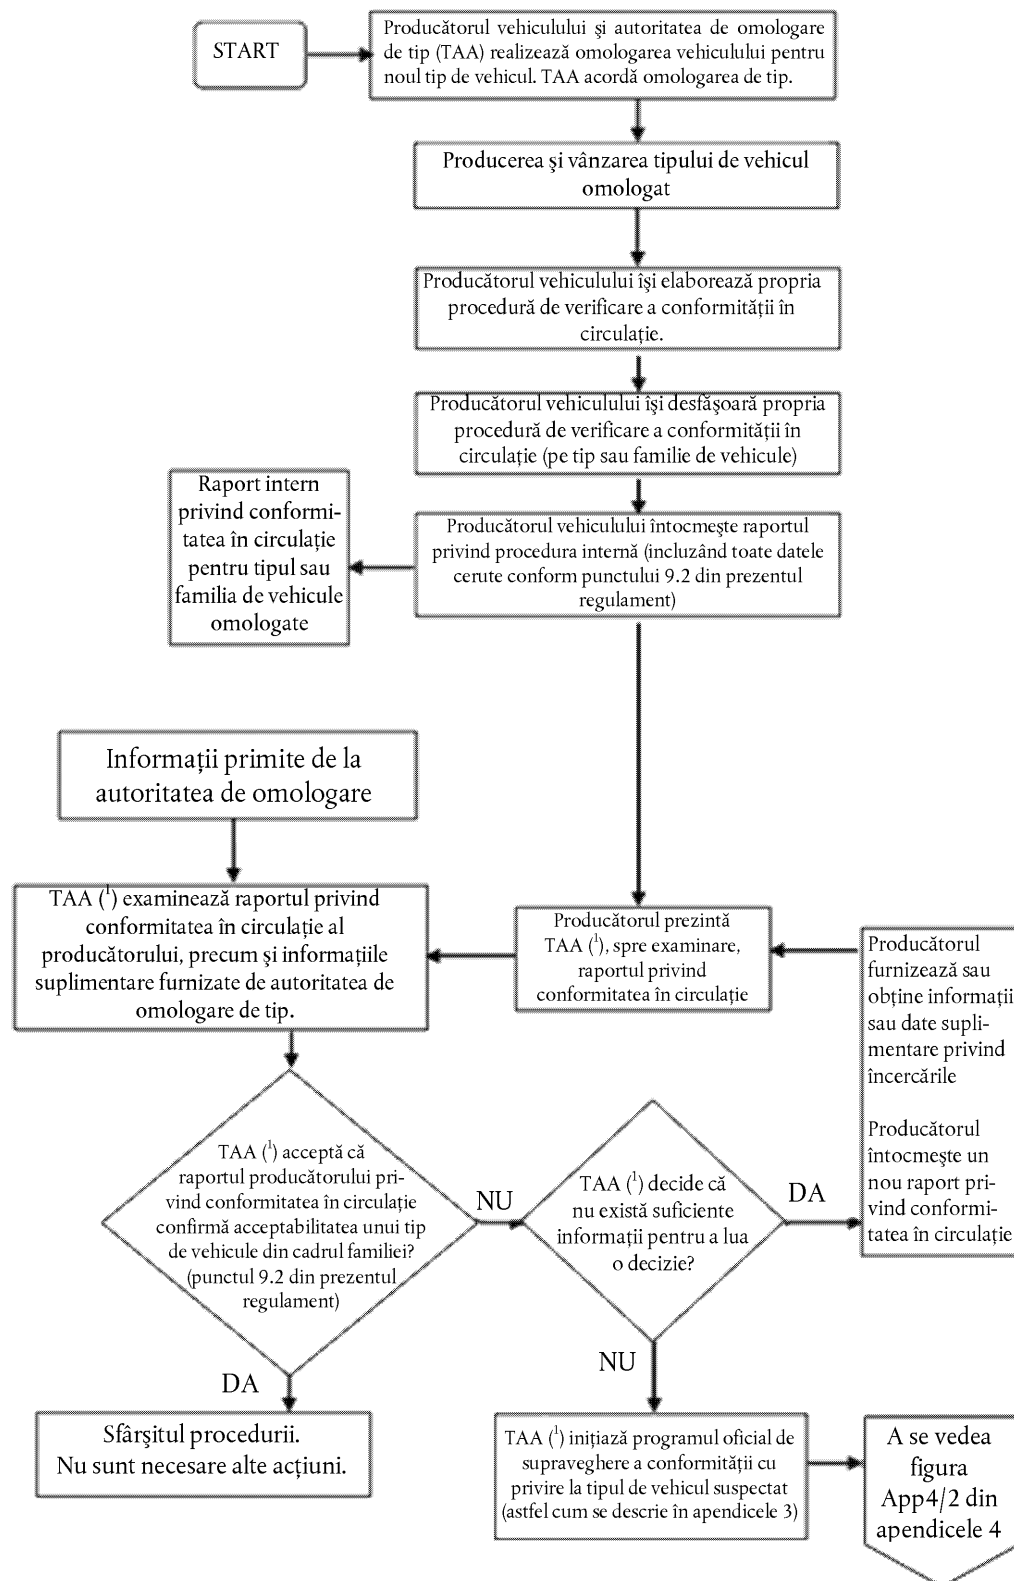 START
Producătorul vehiculului şi autoritatea de omologare
de tip (TAA) realizează omologarea vehiculului pentru
noul tip de vehicul. TAA acordă omologarea de tip.
Producerea şi vânzarea tipului de vehicul
omologat
Producătorul vehiculului îşi elaborează propria
procedură de verificare a conformităţii în
circulaţie.
Producătorul vehiculului îşi desfăşoară propria
procedură de verificare a conformităţii în
circulaţie (pe tip sau familie de vehicule)
Raport intern
privind conformi-
tatea în circulaţie
pentru tipul sau
familia de vehicule
omologate
Producătorul vehiculului întocmeşte raportul
privind procedura internă (incluzând toate datele
cerute conform punctului 9.2 din prezentul
regulament)
Informaţii primite de la
autoritatea de omologare
TAA (¹) examinează raportul privind
conformitatea în circulaţie al
producătorului, precum şi informaţiile
suplimentare furnizate de autoritatea de
omologare de tip.
Producătorul prezintă
TAA (¹), spre examinare,
raportul privind
conformitatea în circulaţie
Producătorul
furnizează sau
obţine informaţii
sau date supli-
mentare privind
încercările
Producătorul
întocmeşte un
nou raport pri-
vind conformi-
tatea în circulaţie
TAA (¹) acceptă că
raportul producătorului pri-
vind conformitatea în circulaţie
confirmă acceptabilitatea unui tip
de vehicule din cadrul familiei?
(punctul 9.2 din prezentul
regulament)
NU
TAA (¹) decide că
nu există suficiente
informaţii pentru a lua
o decizie?
DA
DA
NU
Sfârşitul procedurii.
Nu sunt necesare alte acţiuni.
TAA (¹) iniţiază programul oficial de
supraveghere a conformităţii cu
privire la tipul de vehicul suspectat
(astfel cum se descrie în apendicele 3)
A se vedea
figura
App4/2 din
apendicele 4